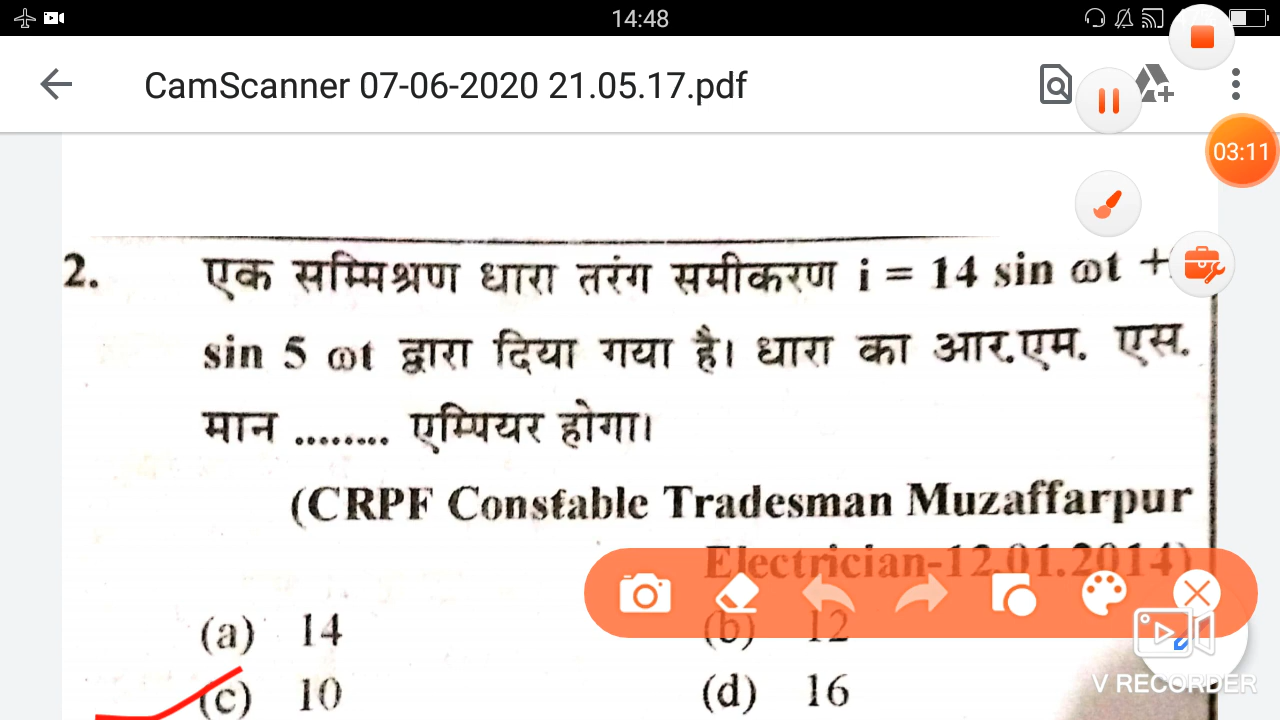 14:48
CamScanner 07-06-2020 21.05.17.pdf
03:11
2. एक सम्मिश्रण धारा तरंग समीकरण i = 14 sin ωt +
sin 5 ωt द्वारा दिया गया है। धारा का आर.एम. एस.
मान ........ एम्पियर होगा।
(CRPF Constable Tradesman Muzaffarpur
Electrician-12.01.2014)
(a) 14 (b) 12
(c) 10 (d) 16
V RECORDER